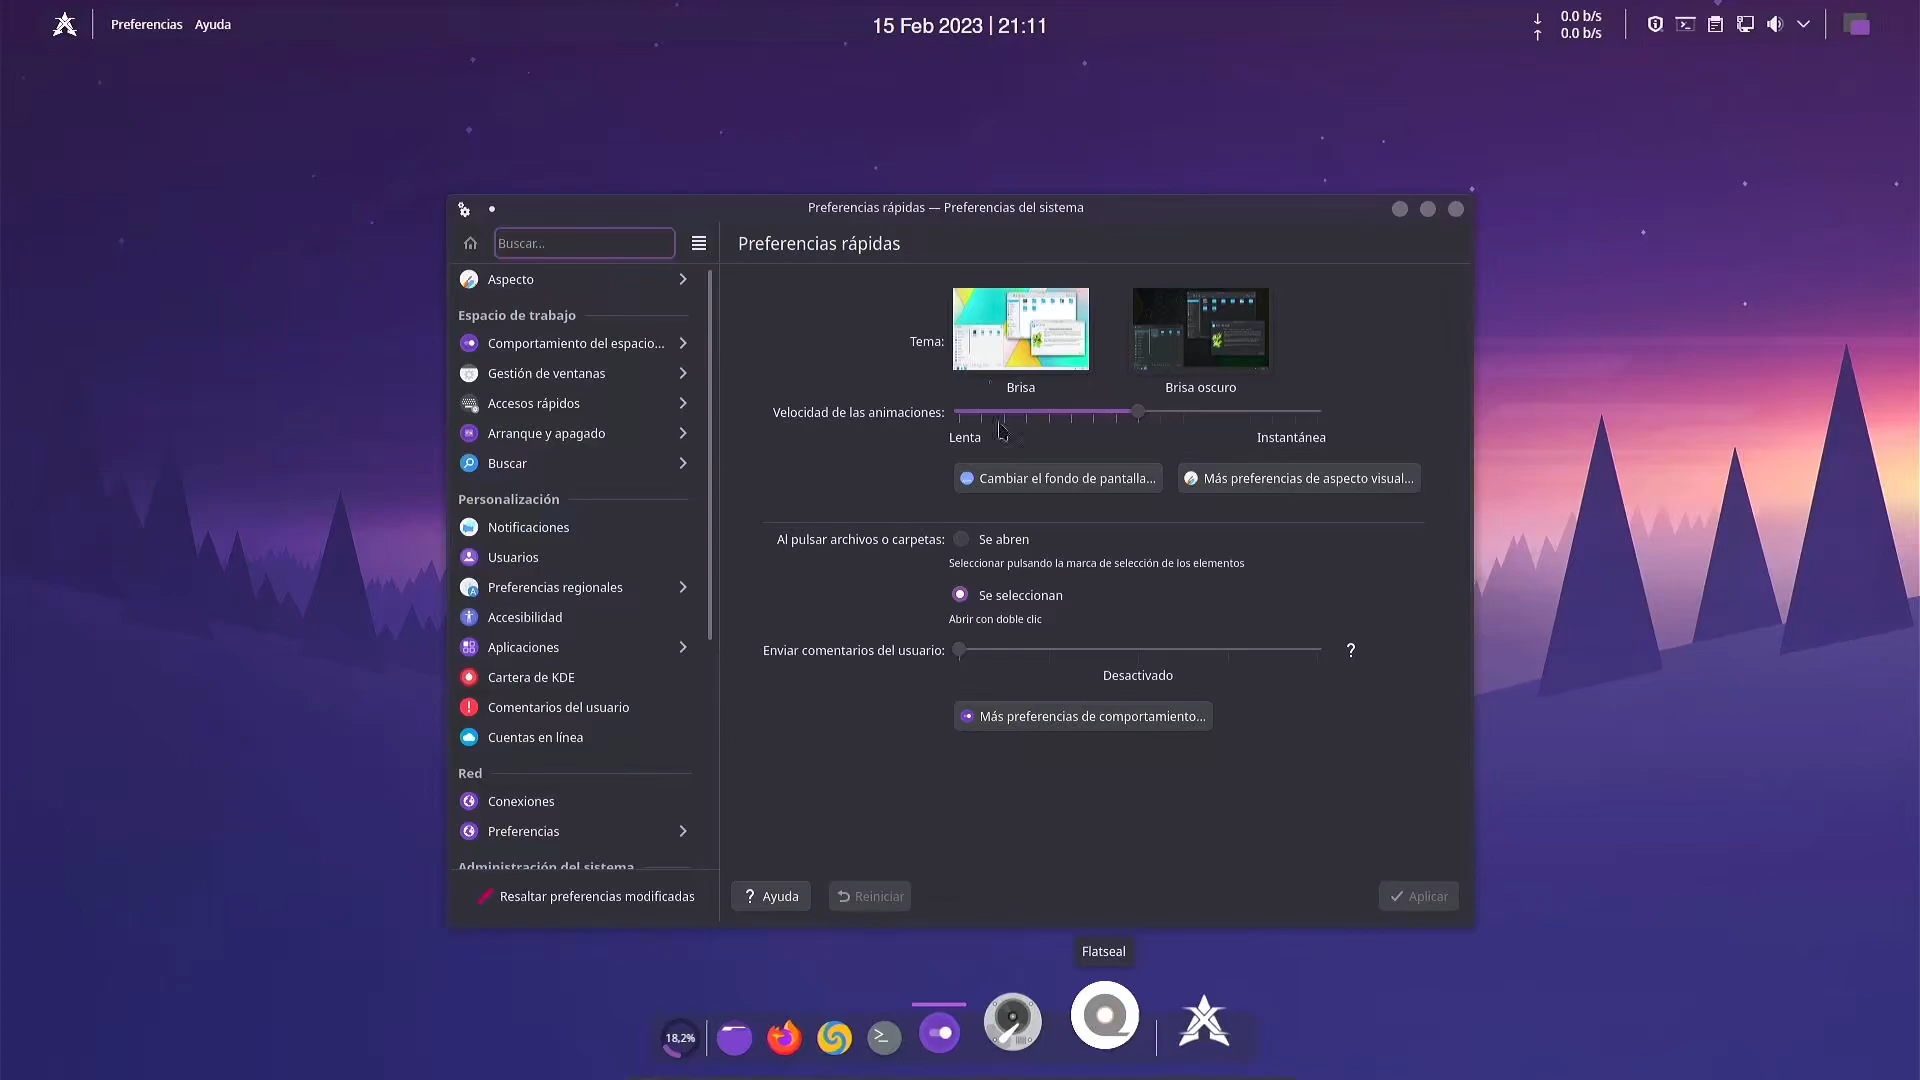 Preferencias Ayuda
15 Feb 2023 | 21:11
↓ 0.0 b/s
↑ 0.0 b/s
Preferencias rápidas — Preferencias del sistema
Buscar...
Preferencias rápidas
Aspecto
Espacio de trabajo
Comportamiento del espacio...
Gestión de ventanas
Accesos rápidos
Arranque y apagado
Buscar
Personalización
Notificaciones
Usuarios
Preferencias regionales
Accesibilidad
Aplicaciones
Cartera de KDE
Comentarios del usuario
Cuentas en línea
Red
Conexiones
Preferencias
Administración del sistema
Resaltar preferencias modificadas
Tema:
Brisa Brisa oscuro
Velocidad de las animaciones:
Lenta Instantánea
Cambiar el fondo de pantalla... Más preferencias de aspecto visual...
Al pulsar archivos o carpetas: Se abren
Seleccionar pulsando la marca de selección de los elementos
Se seleccionan
Abrir con doble clic
Enviar comentarios del usuario: ?
Desactivado
Más preferencias de comportamiento...
? Ayuda Reiniciar Aplicar
Flatseal
18,2%